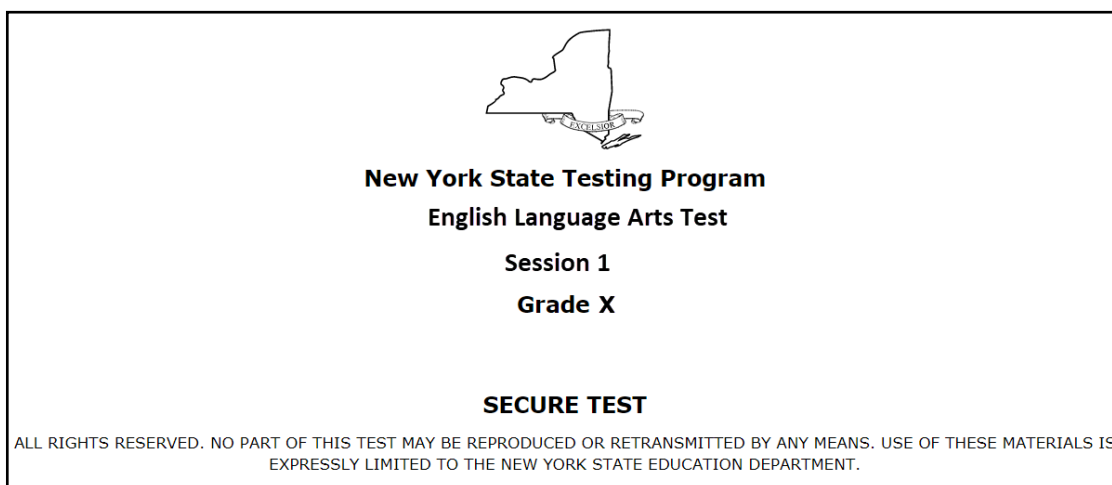 EXCELSIOR
New York State Testing Program
English Language Arts Test
Session 1
Grade X
SECURE TEST
ALL RIGHTS RESERVED. NO PART OF THIS TEST MAY BE REPRODUCED OR RETRANSMITTED BY ANY MEANS. USE OF THESE MATERIALS IS
EXPRESSLY LIMITED TO THE NEW YORK STATE EDUCATION DEPARTMENT.